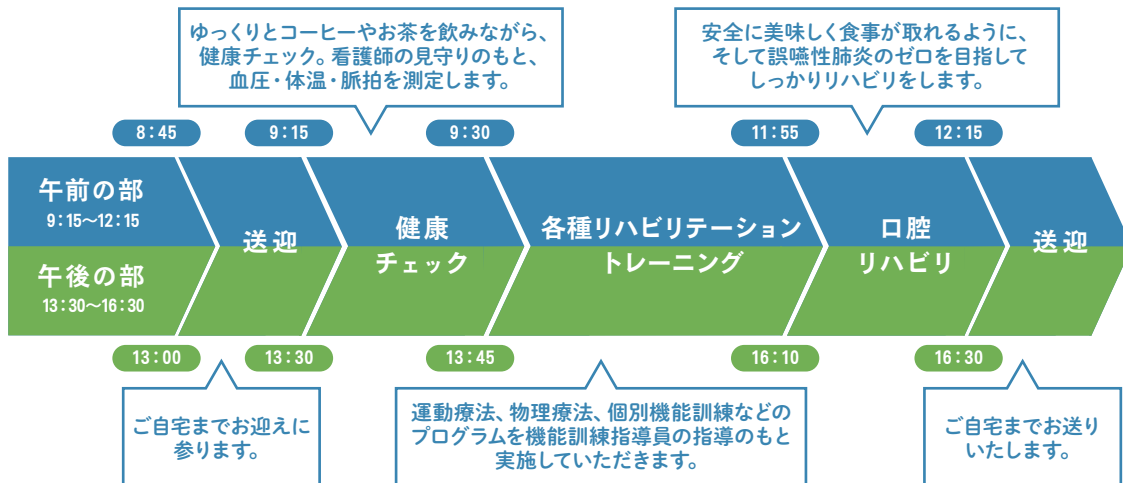 ゆっくりとコーヒーやお茶を飲みながら、
健康チェック。看護師の見守りのもと、
血圧・体温・脈拍を測定します。
安全に美味しく食事が取れるように、
そして誤嚥性肺炎のゼロを目指して
しっかりリハビリをします。
8:45
9:15
9:30
11:55
12:15
午前の部
9:15〜12:15
午後の部
13:30〜16:30
送迎
健康
チェック
各種リハビリテーション
トレーニング
口腔
リハビリ
送迎
13:00
13:30
13:45
16:10
16:30
ご自宅までお迎えに
参ります。
運動療法、物理療法、個別機能訓練などの
プログラムを機能訓練指導員の指導のもと
実施していただきます。
ご自宅までお送り
いたします。